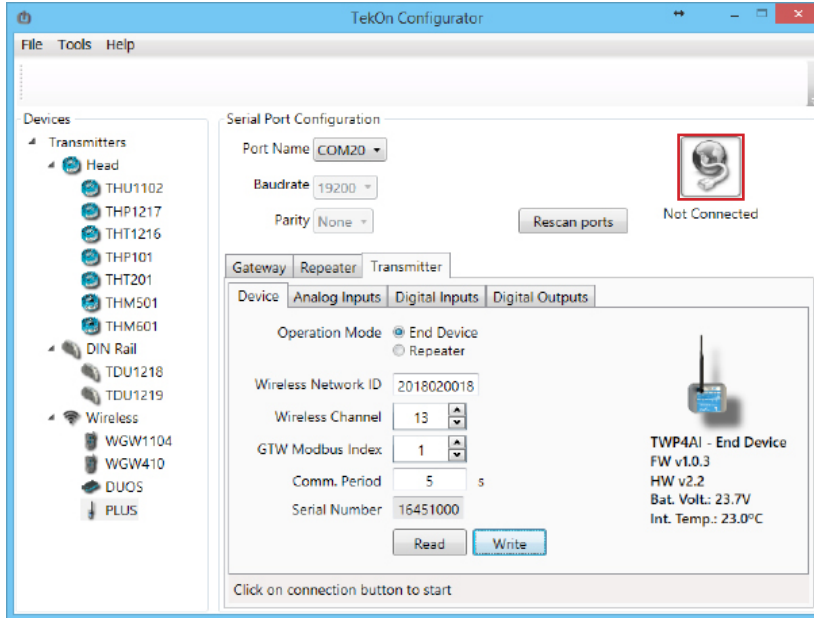 TekOn Configurator
File Tools Help
Devices
Transmitters
Head
THU1102
THP1217
THT1216
THP101
THT201
THM501
THM601
DIN Rail
TDU1218
TDU1219
Wireless
WGW1104
WGW410
DUOS
PLUS
Serial Port Configuration
Port Name COM20
Baudrate 19200
Parity None
Rescan ports
Not Connected
Gateway Repeater Transmitter
Device Analog Inputs Digital Inputs Digital Outputs
Operation Mode End Device
Repeater
Wireless Network ID 2018020018
Wireless Channel 13
GTW Modbus Index 1
Comm. Period 5 s
Serial Number 16451000
Read Write
TWP4AI - End Device
FW v1.0.3
HW v2.2
Bat. Volt.: 23.7V
Int. Temp.: 23.0ºC
Click on connection button to start